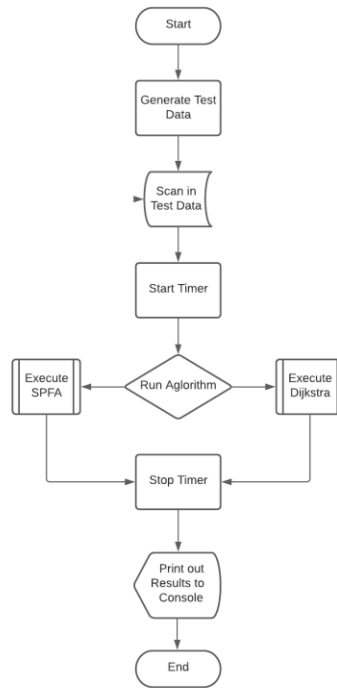 Start
Generate Test
Data
Scan in
Test Data
Start Timer
Execute
SPFA
Run Aglorithm
Execute
Dijkstra
Stop Timer
Print out
Results to
Console
End